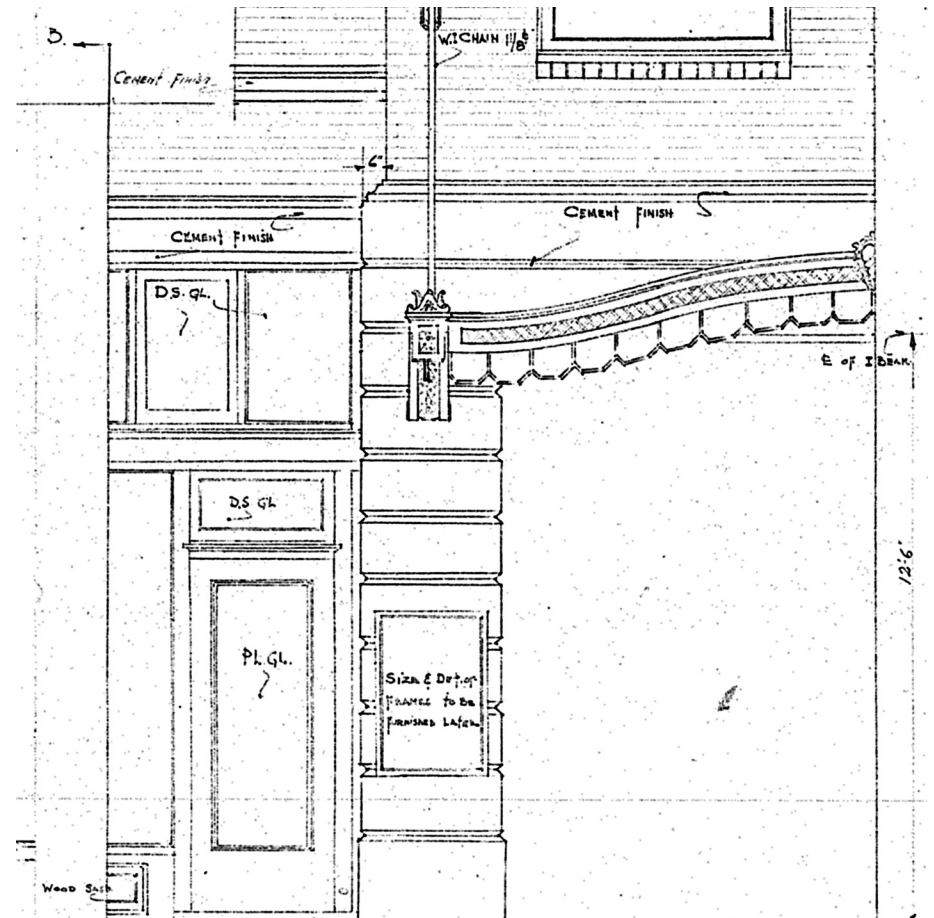 B.
W.I CHAIN 1 1/8"
CEMENT FINISH
6"
CEMENT FINISH
CEMENT FINISH
D.S. GL.
℄ OF I BEAM
D.S GL
12'-6"
PL. GL.
SIZE & DET. OF
FRAMES TO BE
FURNISHED LATER
WOOD SASH